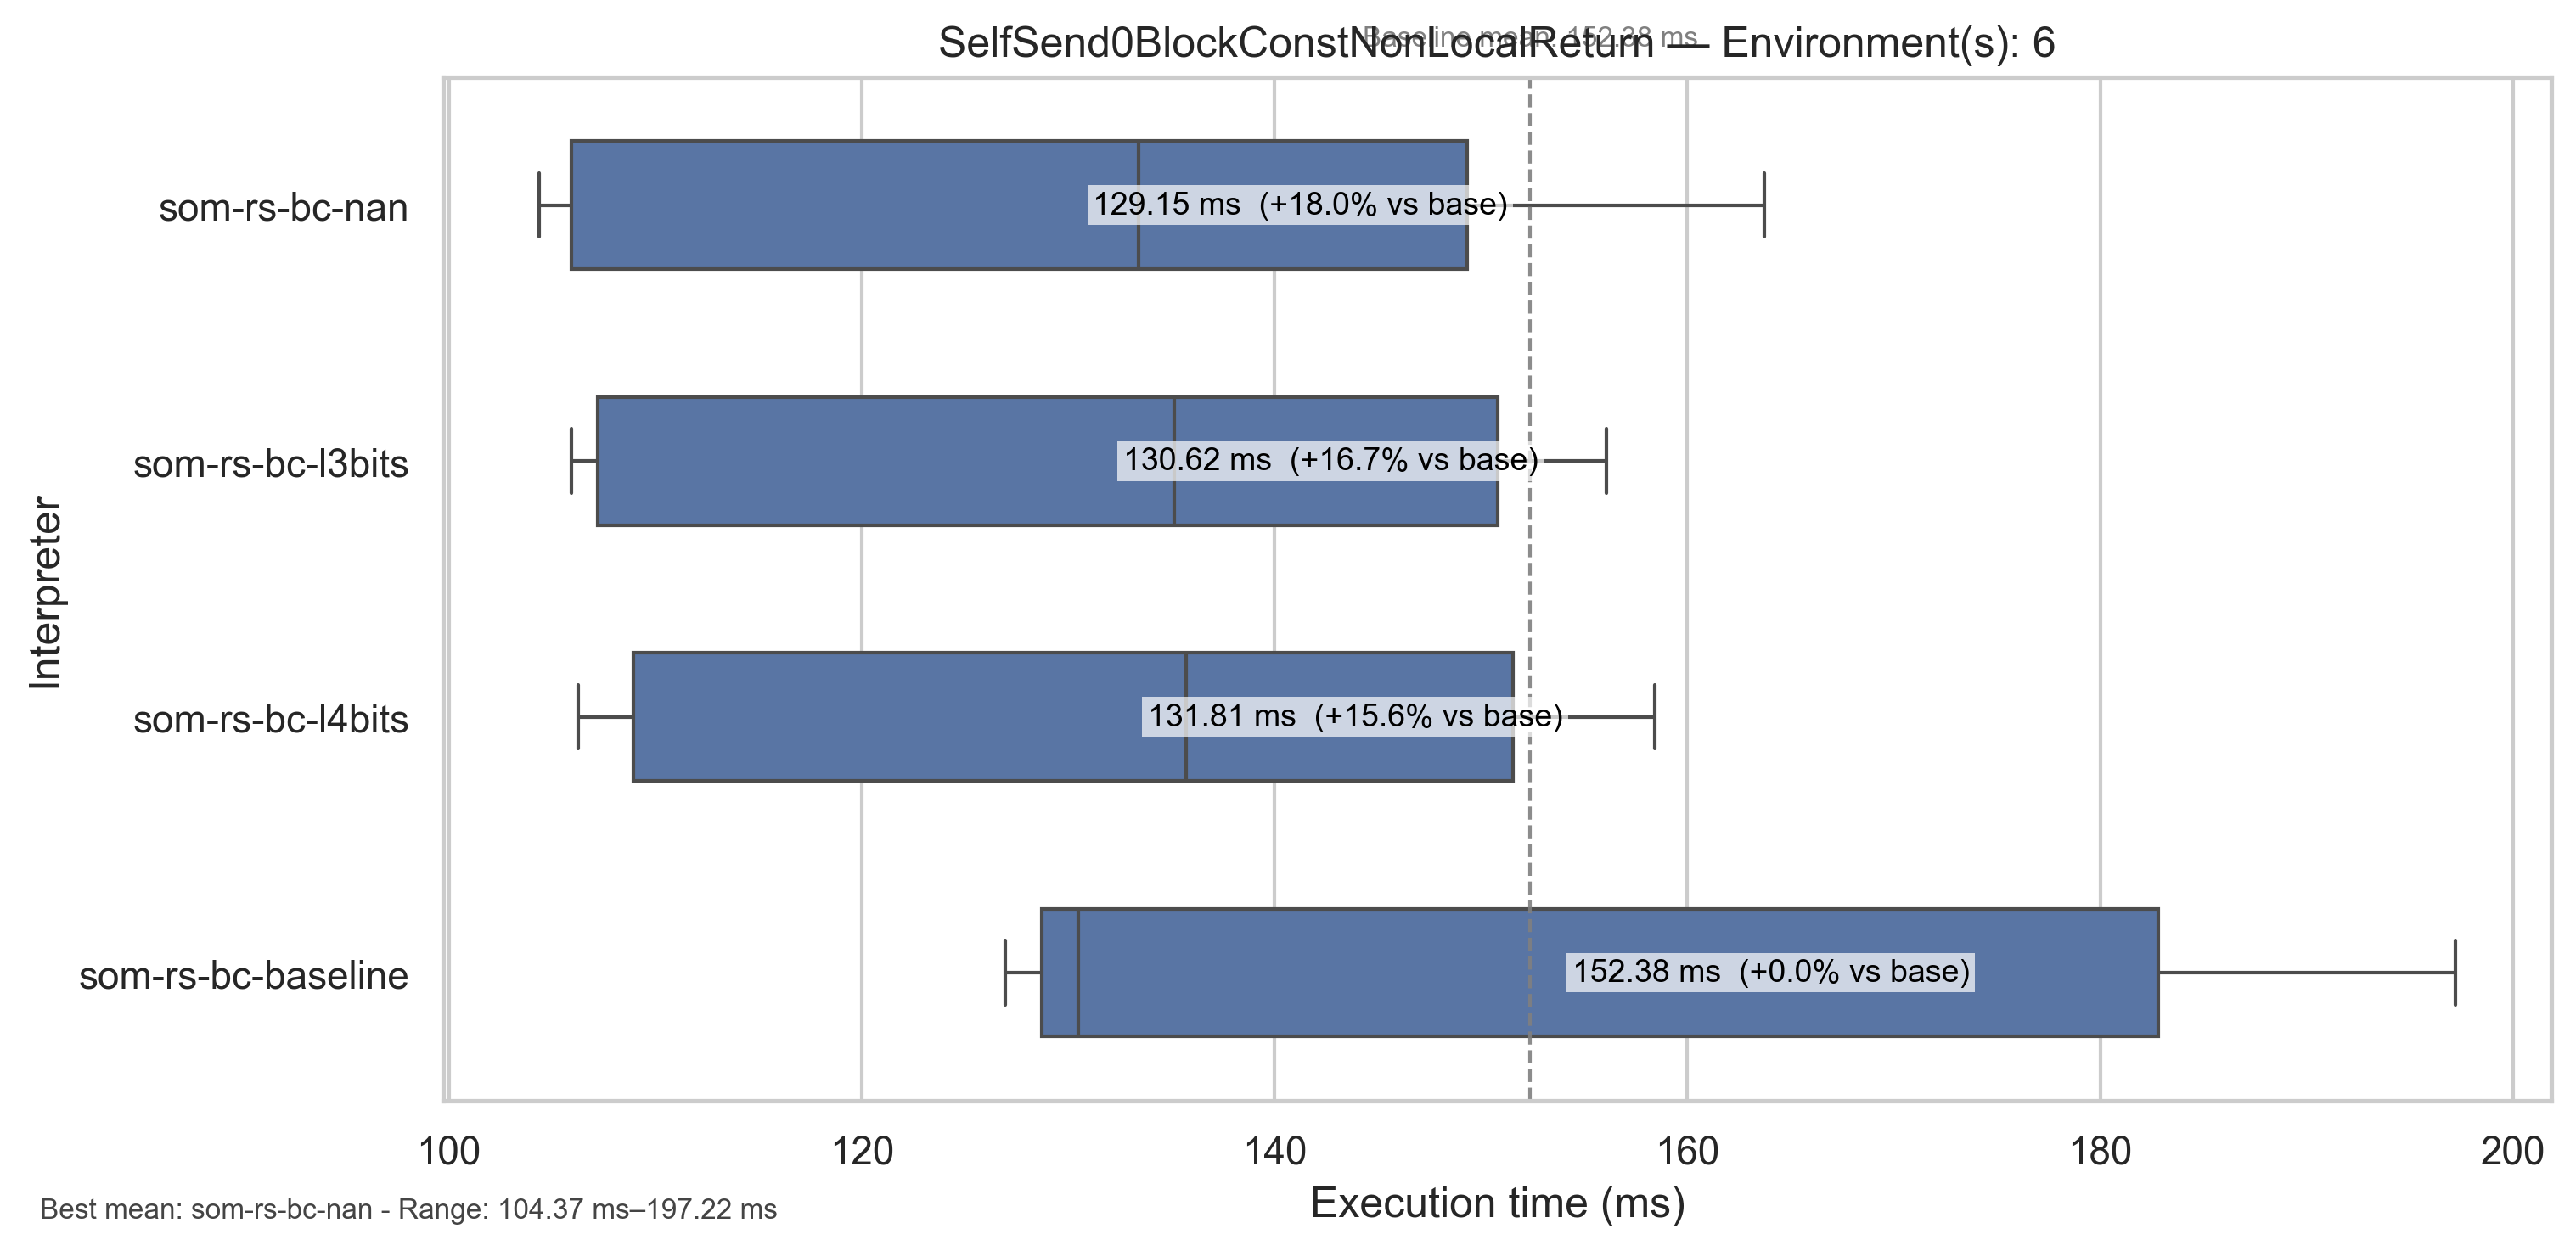 Baseline mean: 152.38 ms
SelfSend0BlockConstNonLocalReturn — Environment(s): 6
som-rs-bc-nan
129.15 ms (+18.0% vs base)
som-rs-bc-l3bits
130.62 ms (+16.7% vs base)
Interpreter
som-rs-bc-l4bits
131.81 ms (+15.6% vs base)
som-rs-bc-baseline
152.38 ms (+0.0% vs base)
100 120 140 160 180 200
Execution time (ms)
Best mean: som-rs-bc-nan - Range: 104.37 ms–197.22 ms